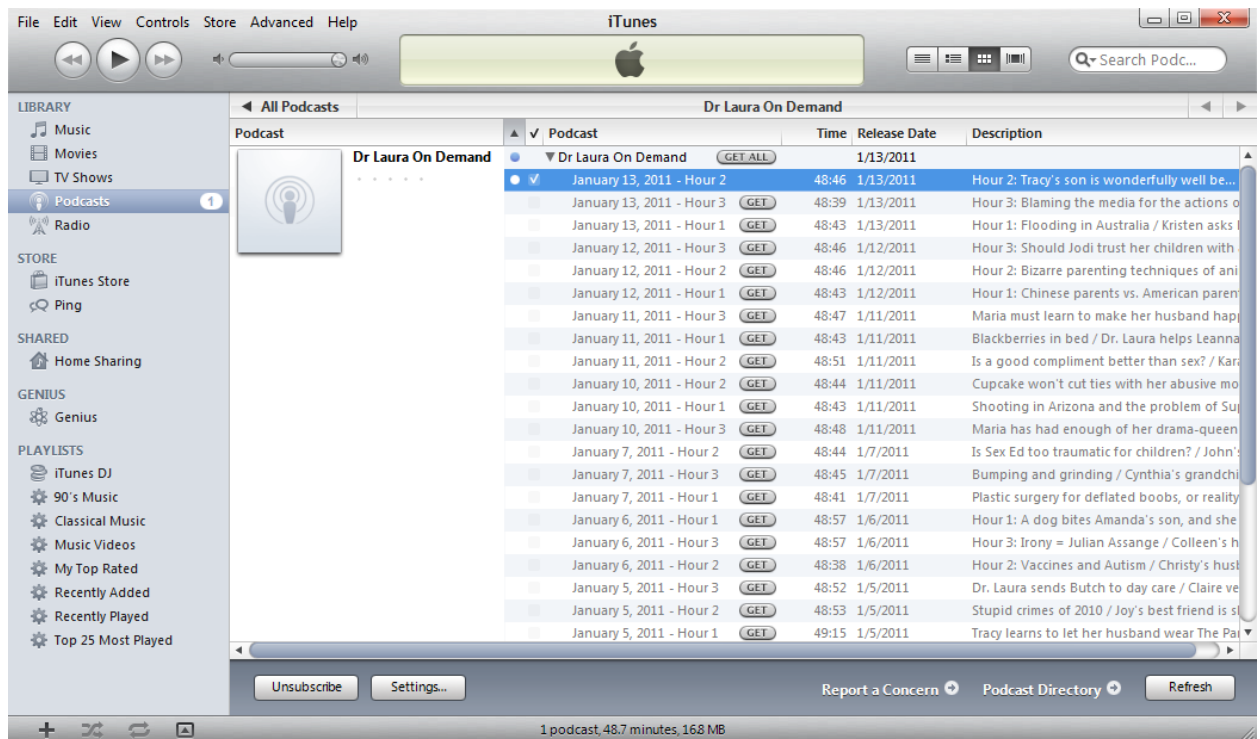 File Edit View Controls Store Advanced Help
iTunes
Search Podc...
LIBRARY
Music
Movies
TV Shows
Podcasts 1
Radio
STORE
iTunes Store
Ping
SHARED
Home Sharing
GENIUS
Genius
PLAYLISTS
iTunes DJ
90's Music
Classical Music
Music Videos
My Top Rated
Recently Added
Recently Played
Top 25 Most Played
All Podcasts Dr Laura On Demand
Podcast
Dr Laura On Demand
Podcast Time Release Date Description
Dr Laura On Demand GET ALL 1/13/2011
January 13, 2011 - Hour 2 48:46 1/13/2011 Hour 2: Tracy's son is wonderfully well be...
January 13, 2011 - Hour 3 GET 48:39 1/13/2011 Hour 3: Blaming the media for the actions o
January 13, 2011 - Hour 1 GET 48:43 1/13/2011 Hour 1: Flooding in Australia / Kristen asks
January 12, 2011 - Hour 3 GET 48:46 1/12/2011 Hour 3: Should Jodi trust her children with
January 12, 2011 - Hour 2 GET 48:46 1/12/2011 Hour 2: Bizarre parenting techniques of ani
January 12, 2011 - Hour 1 GET 48:43 1/12/2011 Hour 1: Chinese parents vs. American paren
January 11, 2011 - Hour 3 GET 48:47 1/11/2011 Maria must learn to make her husband hap
January 11, 2011 - Hour 1 GET 48:43 1/11/2011 Blackberries in bed / Dr. Laura helps Leanna
January 11, 2011 - Hour 2 GET 48:51 1/11/2011 Is a good compliment better than sex? / Kar
January 10, 2011 - Hour 2 GET 48:44 1/11/2011 Cupcake won't cut ties with her abusive mo
January 10, 2011 - Hour 1 GET 48:43 1/11/2011 Shooting in Arizona and the problem of Su
January 10, 2011 - Hour 3 GET 48:48 1/11/2011 Maria has had enough of her drama-queen
January 7, 2011 - Hour 2 GET 48:44 1/7/2011 Is Sex Ed too traumatic for children? / John's
January 7, 2011 - Hour 3 GET 48:45 1/7/2011 Bumping and grinding / Cynthia's grandchi
January 7, 2011 - Hour 1 GET 48:41 1/7/2011 Plastic surgery for deflated boobs, or reality
January 6, 2011 - Hour 1 GET 48:57 1/6/2011 Hour 1: A dog bites Amanda's son, and she
January 6, 2011 - Hour 3 GET 48:57 1/6/2011 Hour 3: Irony = Julian Assange / Colleen's h
January 6, 2011 - Hour 2 GET 48:38 1/6/2011 Hour 2: Vaccines and Autism / Christy's hus
January 5, 2011 - Hour 3 GET 48:52 1/5/2011 Dr. Laura sends Butch to day care / Claire ve
January 5, 2011 - Hour 2 GET 48:53 1/5/2011 Stupid crimes of 2010 / Joy's best friend is s
January 5, 2011 - Hour 1 GET 49:15 1/5/2011 Tracy learns to let her husband wear The Pa
Unsubscribe Settings... Report a Concern Podcast Directory Refresh
1 podcast, 48.7 minutes, 16.8 MB